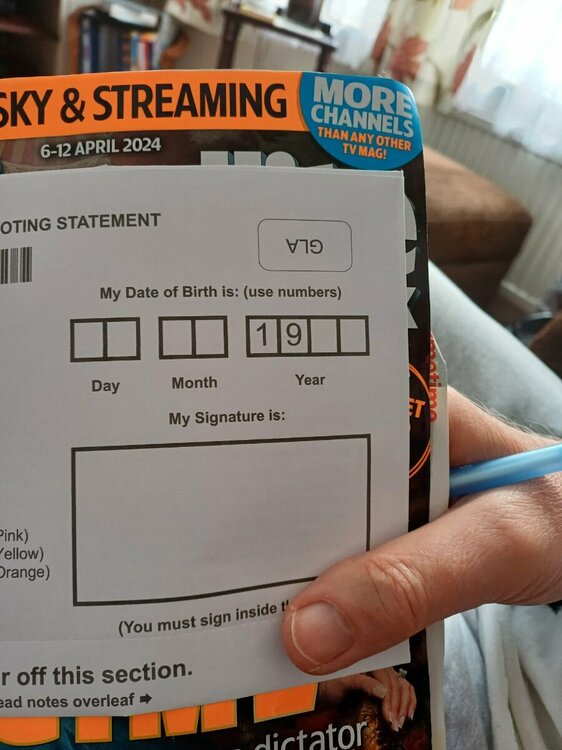 SKY & STREAMING
MORE
CHANNELS
THAN ANY OTHER
TV MAG!
6-12 APRIL 2024
OTING STATEMENT
GLA
My Date of Birth is: (use numbers)
1 9
Day Month Year
My Signature is:
Pink)
Yellow)
Orange)
(You must sign inside
r off this section.
ead notes overleaf ➡
dictator